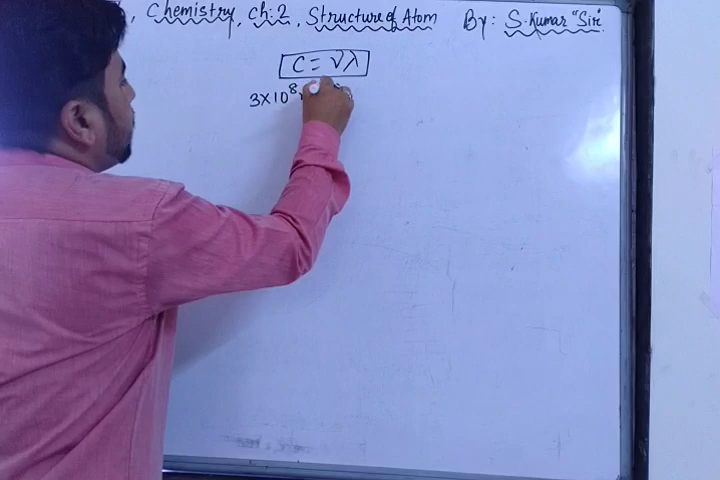 , Chemistry, Ch:2, Structure of Atom By: S. Kumar "Sir"
C = νλ
3×10⁸